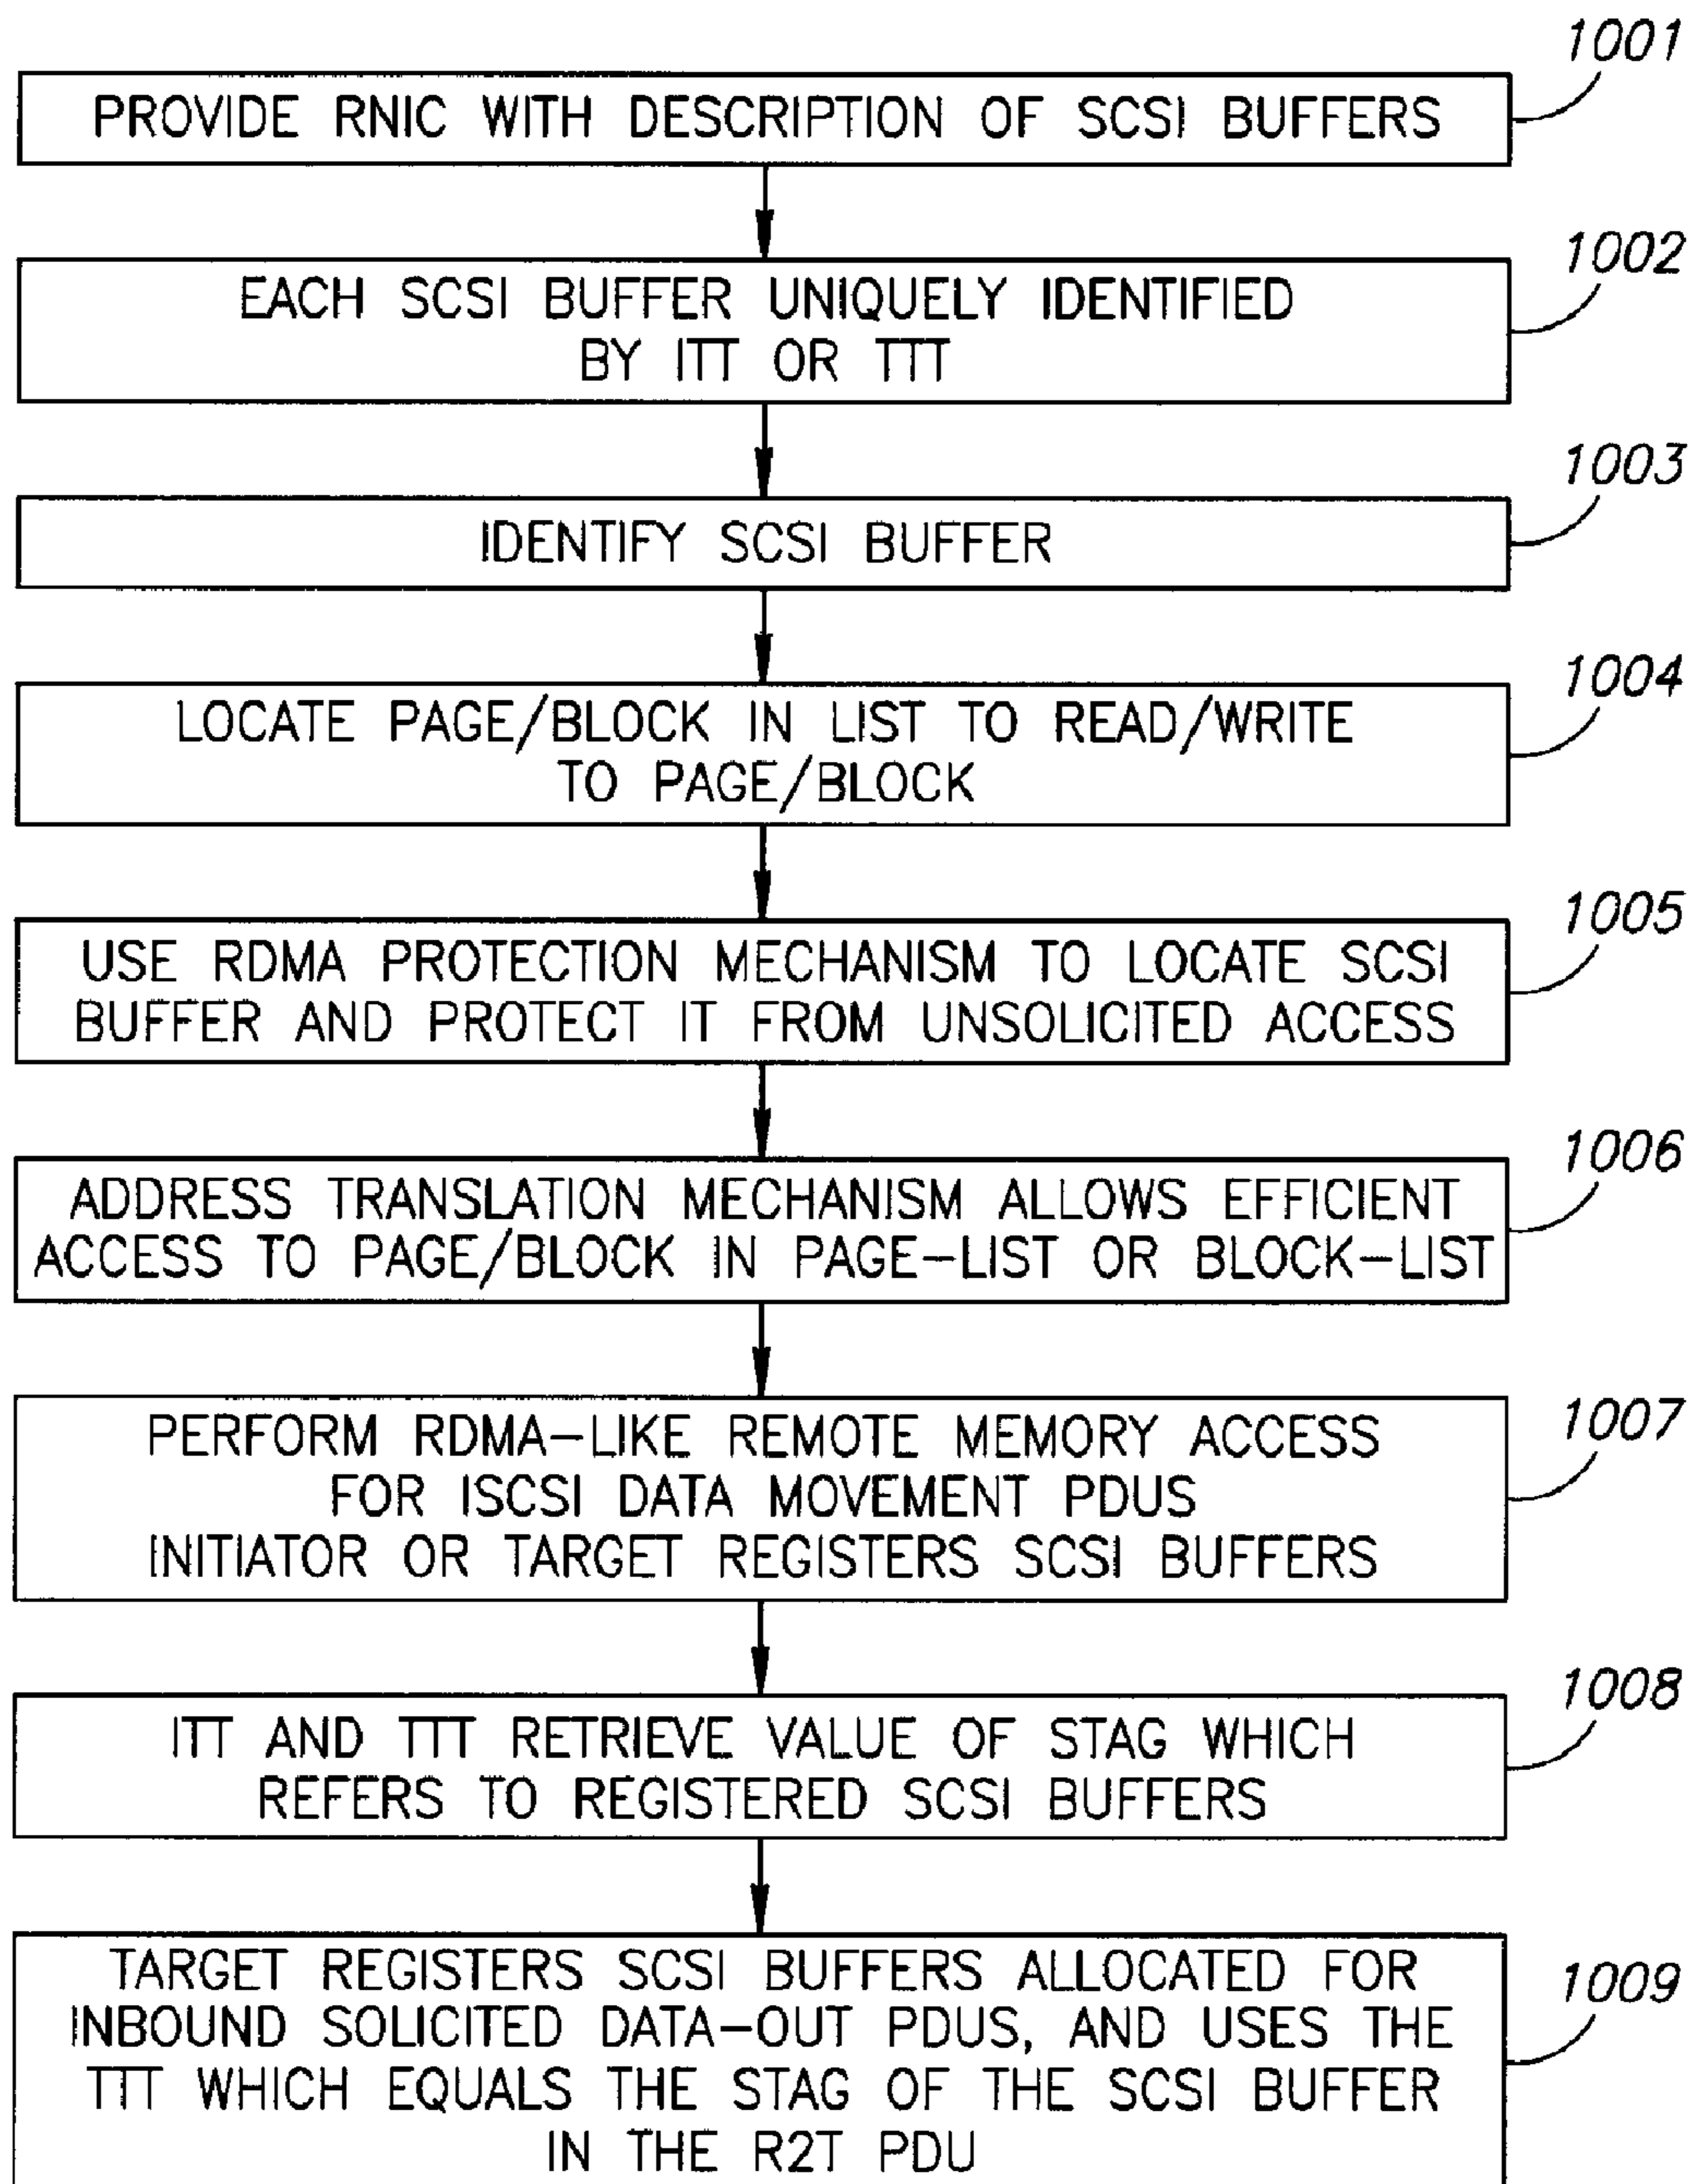 1001
PROVIDE RNIC WITH DESCRIPTION OF SCSI BUFFERS
1002
EACH SCSI BUFFER UNIQUELY IDENTIFIED
BY ITT OR TTT
1003
IDENTIFY SCSI BUFFER
1004
LOCATE PAGE/BLOCK IN LIST TO READ/WRITE
TO PAGE/BLOCK
1005
USE RDMA PROTECTION MECHANISM TO LOCATE SCSI
BUFFER AND PROTECT IT FROM UNSOLICITED ACCESS
1006
ADDRESS TRANSLATION MECHANISM ALLOWS EFFICIENT
ACCESS TO PAGE/BLOCK IN PAGE-LIST OR BLOCK-LIST
1007
PERFORM RDMA-LIKE REMOTE MEMORY ACCESS
FOR ISCSI DATA MOVEMENT PDUS
INITIATOR OR TARGET REGISTERS SCSI BUFFERS
1008
ITT AND TTT RETRIEVE VALUE OF STAG WHICH
REFERS TO REGISTERED SCSI BUFFERS
1009
TARGET REGISTERS SCSI BUFFERS ALLOCATED FOR
INBOUND SOLICITED DATA-OUT PDUS, AND USES THE
TTT WHICH EQUALS THE STAG OF THE SCSI BUFFER
IN THE R2T PDU